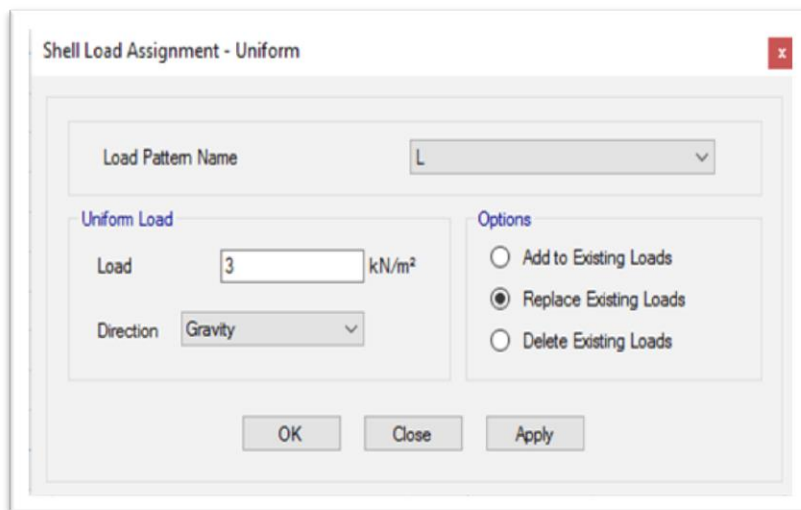 Shell Load Assignment - Uniform
x
Load Pattern Name
L
Uniform Load
Load
3
kN/m²
Direction
Gravity
Options
Add to Existing Loads
Replace Existing Loads
Delete Existing Loads
OK
Close
Apply